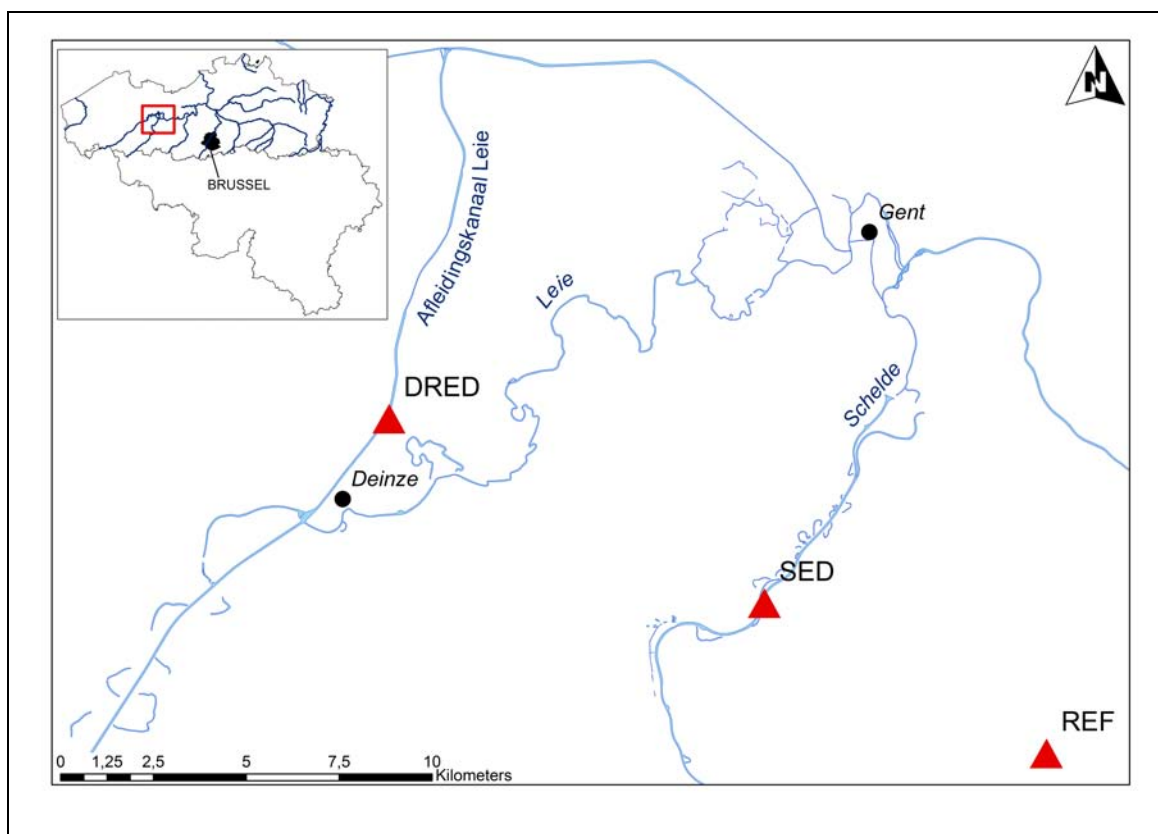 N
BRUSSEL
Afleidingskanaal Leie
Gent
Leie
DRED
Schelde
Deinze
SED
REF
0 1,25 2,5 5 7,5 10
Kilometers